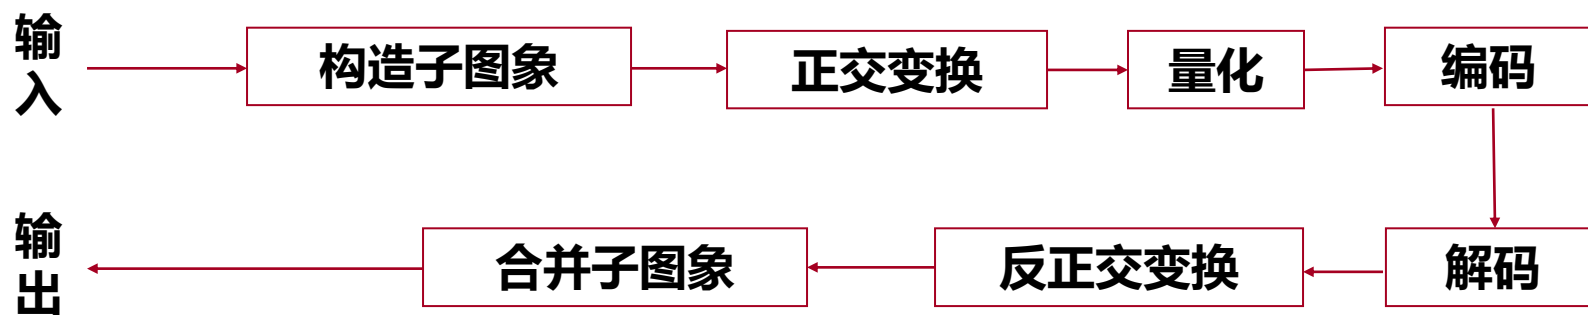 输入
构造子图象
正交变换
量化
编码
输出
合并子图象
反正交变换
解码